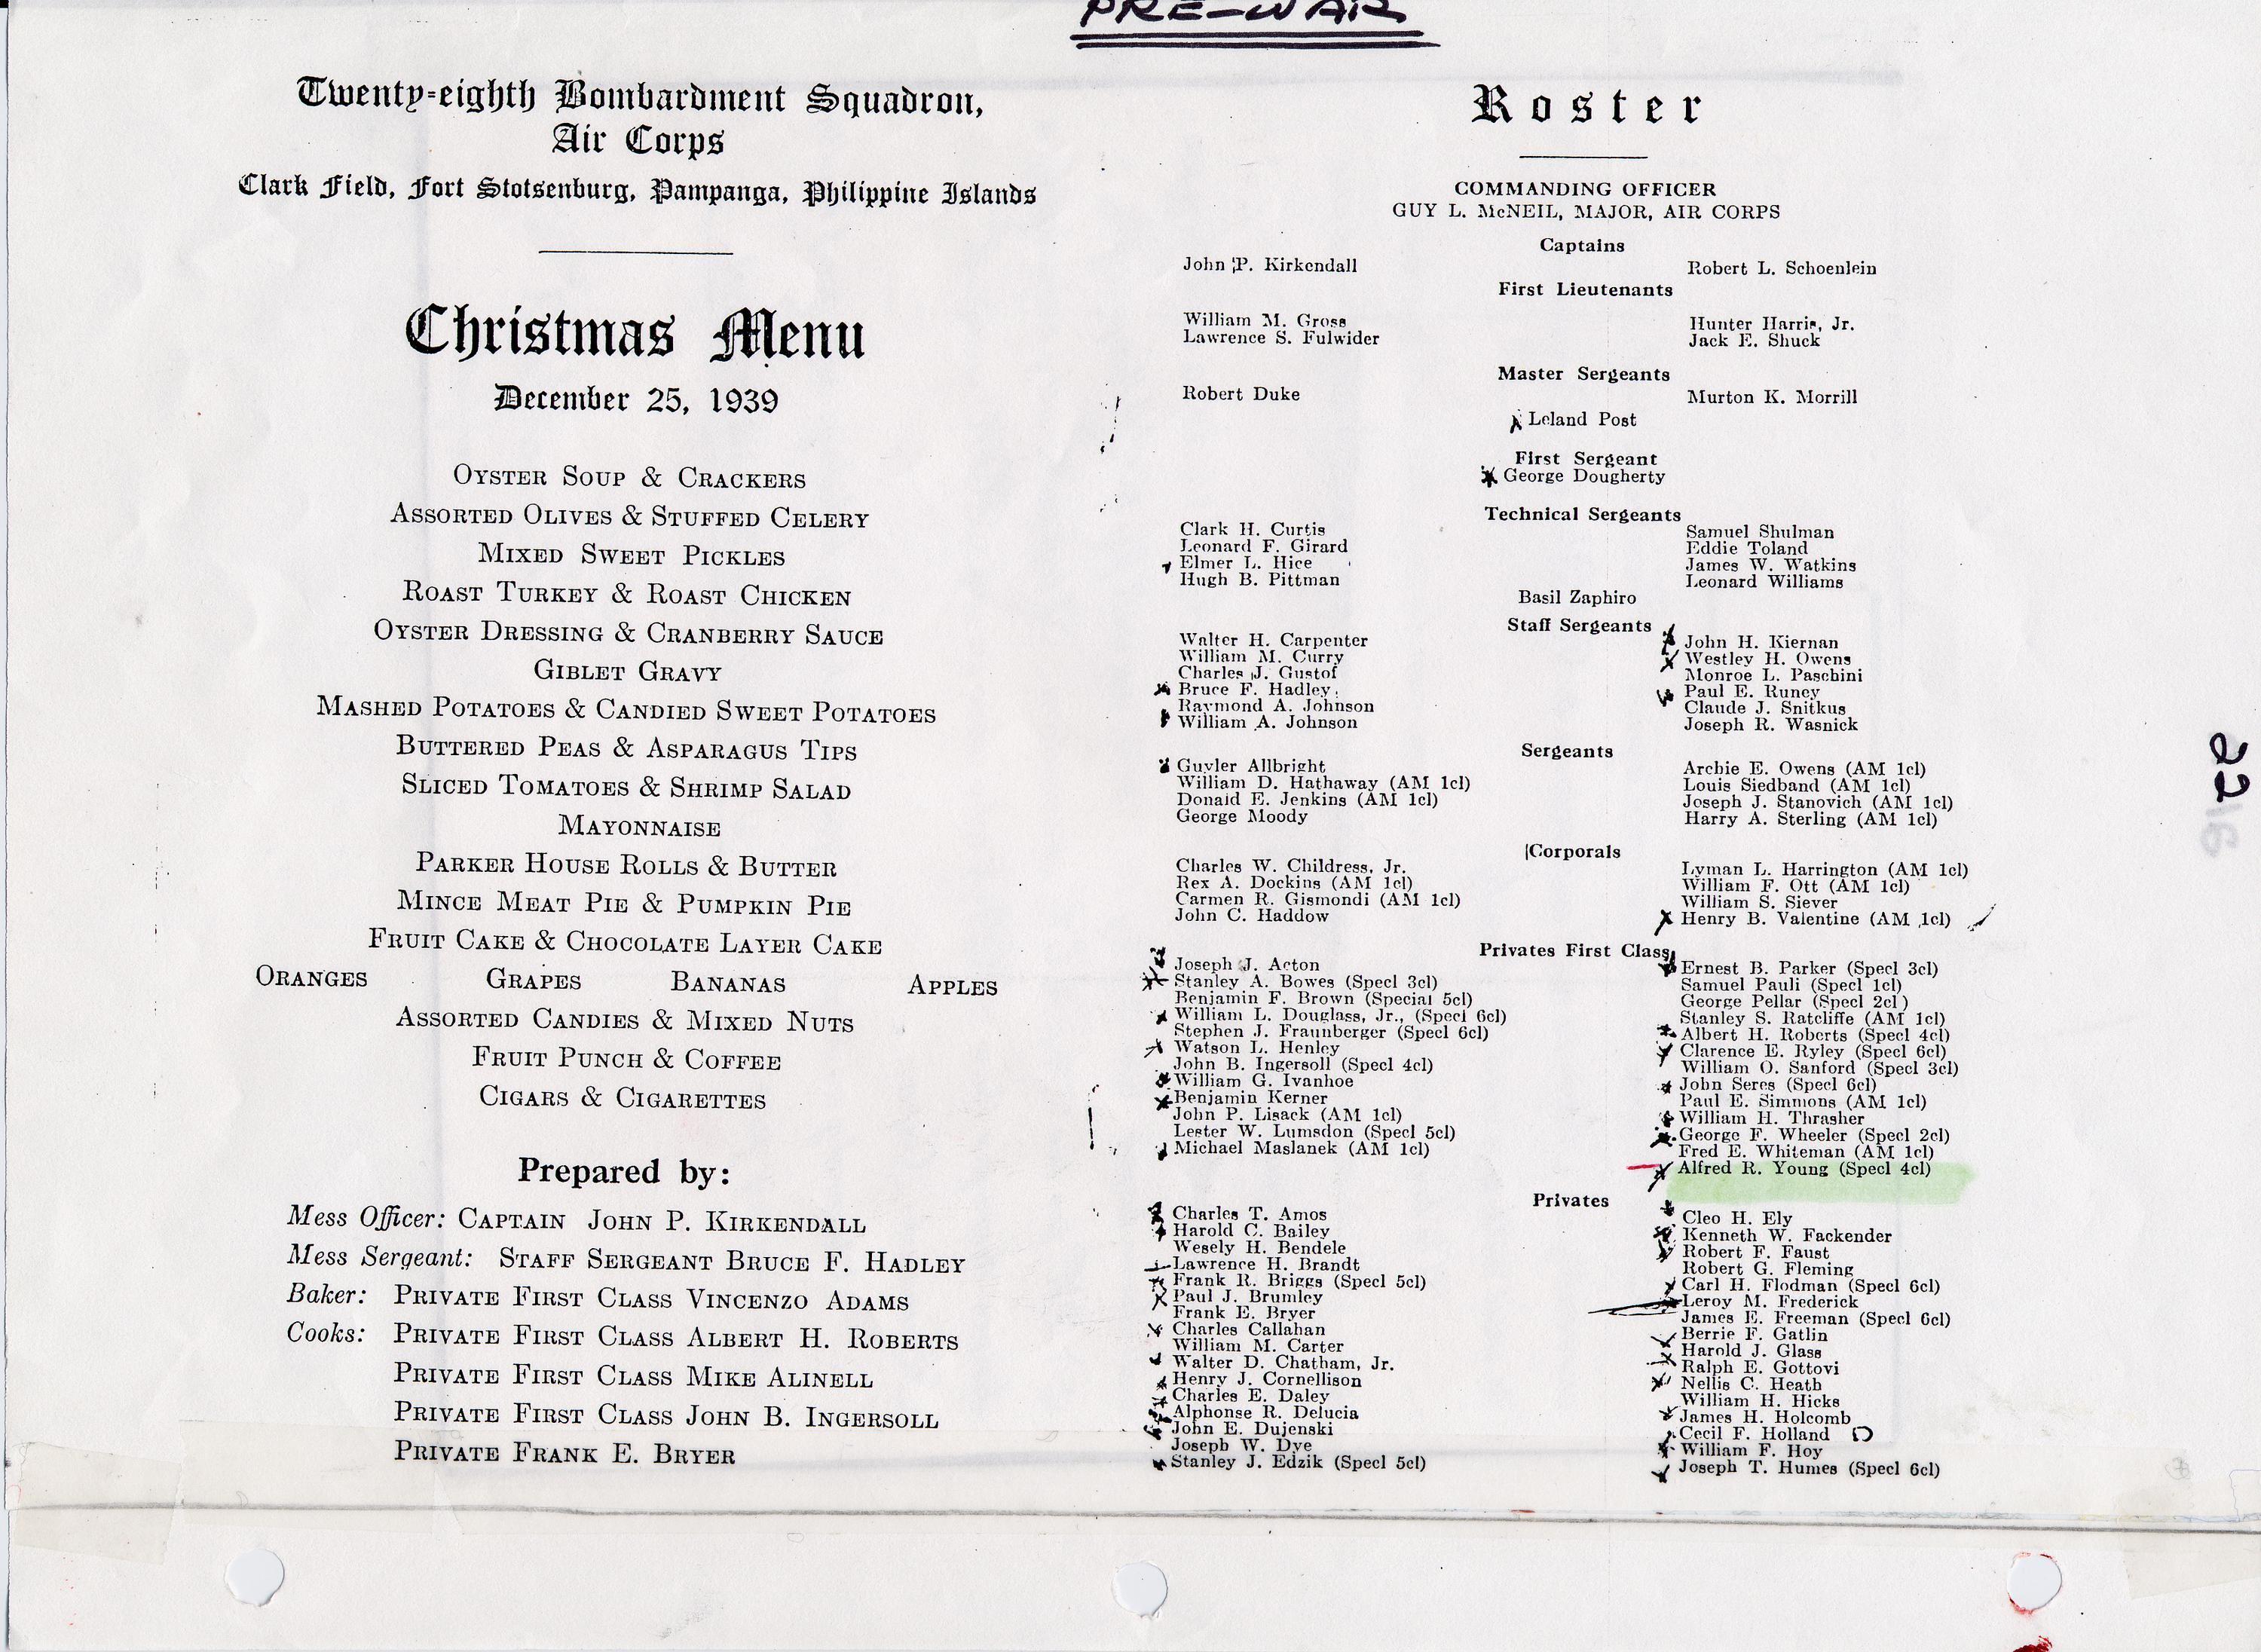 PRE-WAR
Twenty-eighth Bombardment Squadron,
Air Corps
Clark Field, Fort Stotsenburg, Pampanga, Philippine Islands
Christmas Menu
December 25, 1939
OYSTER SOUP & CRACKERS
ASSORTED OLIVES & STUFFED CELERY
MIXED SWEET PICKLES
ROAST TURKEY & ROAST CHICKEN
OYSTER DRESSING & CRANBERRY SAUCE
GIBLET GRAVY
MASHED POTATOES & CANDIED SWEET POTATOES
BUTTERED PEAS & ASPARAGUS TIPS
SLICED TOMATOES & SHRIMP SALAD
MAYONNAISE
PARKER HOUSE ROLLS & BUTTER
MINCE MEAT PIE & PUMPKIN PIE
FRUIT CAKE & CHOCOLATE LAYER CAKE
ORANGES GRAPES BANANAS APPLES
ASSORTED CANDIES & MIXED NUTS
FRUIT PUNCH & COFFEE
CIGARS & CIGARETTES
Prepared by:
Mess Officer: CAPTAIN JOHN P. KIRKENDALL
Mess Sergeant: STAFF SERGEANT BRUCE F. HADLEY
Baker: PRIVATE FIRST CLASS VINCENZO ADAMS
Cooks: PRIVATE FIRST CLASS ALBERT H. ROBERTS
PRIVATE FIRST CLASS MIKE ALINELL
PRIVATE FIRST CLASS JOHN B. INGERSOLL
PRIVATE FRANK E. BRYER
Roster
COMMANDING OFFICER
GUY L. McNEIL, MAJOR, AIR CORPS
Captains
John P. Kirkendall
Robert L. Schoenlein
First Lieutenants
William M. Gross
Lawrence S. Fulwider
Hunter Harris, Jr.
Jack E. Shuck
Master Sergeants
Robert Duke
Murton K. Morrill
Leland Post
First Sergeant
George Dougherty
Technical Sergeants
Clark H. Curtis
Leonard F. Girard
Elmer L. Hice
Hugh B. Pittman
Samuel Shulman
Eddie Toland
James W. Watkins
Leonard Williams
Basil Zaphiro
Staff Sergeants
Walter H. Carpenter
William M. Curry
Charles J. Gustof
Bruce F. Hadley
Raymond A. Johnson
William A. Johnson
John H. Kiernan
Westley H. Owens
Monroe L. Paschini
Paul E. Runey
Claude J. Snitkus
Joseph R. Wasnick
Sergeants
Guyler Allbright
William D. Hathaway (AM 1cl)
Donald E. Jenkins (AM 1cl)
George Moody
Archie E. Owens (AM 1cl)
Louis Siedband (AM 1cl)
Joseph J. Stanovich (AM 1cl)
Harry A. Sterling (AM 1cl)
Corporals
Charles W. Childress, Jr.
Rex A. Dockins (AM 1cl)
Carmen R. Gismondi (AM 1cl)
John C. Haddow
Lyman L. Harrington (AM 1cl)
William F. Ott (AM 1cl)
William S. Siever
Henry B. Valentine (AM 1cl)
Privates First Class
Joseph J. Acton
Stanley A. Bowes (Specl 3cl)
Benjamin F. Brown (Special 5cl)
William L. Douglass, Jr., (Specl 6cl)
Stephen J. Fraunberger (Specl 6cl)
Watson L. Henley
John B. Ingersoll (Specl 4cl)
William G. Ivanhoe
Benjamin Kerner
John P. Lisack (AM 1cl)
Lester W. Lumsdon (Specl 5cl)
Michael Maslanek (AM 1cl)
Ernest B. Parker (Specl 3cl)
Samuel Pauli (Specl 1cl)
George Pellar (Specl 2cl)
Stanley S. Ratcliffe (AM 1cl)
Albert H. Roberts (Specl 4cl)
Clarence E. Ryley (Specl 6cl)
William O. Sanford (Specl 3cl)
John Seres (Specl 6cl)
Paul E. Simmons (AM 1cl)
William H. Thrasher
George F. Wheeler (Specl 2cl)
Fred E. Whiteman (AM 1cl)
Alfred R. Young (Specl 4cl)
Privates
Charles T. Amos
Harold C. Bailey
Wesely H. Bendele
Lawrence H. Brandt
Frank R. Briggs (Specl 5cl)
Paul J. Brumley
Frank E. Bryer
Charles Callahan
William M. Carter
Walter D. Chatham, Jr.
Henry J. Cornellison
Charles E. Daley
Alphonse R. Delucia
John E. Dujenski
Joseph W. Dye
Stanley J. Edzik (Specl 5cl)
Cleo H. Ely
Kenneth W. Fackender
Robert F. Faust
Robert G. Fleming
Carl H. Flodman (Specl 6cl)
Leroy M. Frederick
James E. Freeman (Specl 6cl)
Berrie F. Gatlin
Harold J. Glass
Ralph E. Gottovi
Nellis C. Heath
William H. Hicks
James H. Holcomb
Cecil F. Holland
William F. Hoy
Joseph T. Humes (Specl 6cl)
22